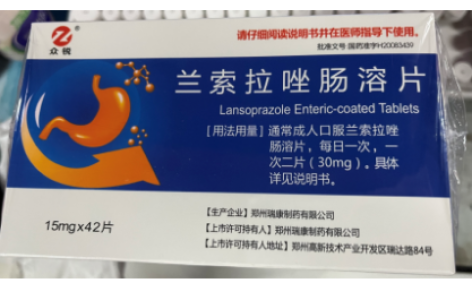 众锐
请仔细阅读说明书并在医师指导下使用。
批准文号:国药准字H20083439
兰索拉唑肠溶片
Lansoprazole Enteric-coated Tablets
[用法用量] 通常成人口服兰索拉唑
肠溶片,每日一次,一
次二片(30mg)。具体
详见说明书。
15mg×42片
【生产企业】郑州瑞康制药有限公司
【上市许可持有人】郑州瑞康制药有限公司
【上市许可持有人地址】郑州高新技术产业开发区瑞达路84号